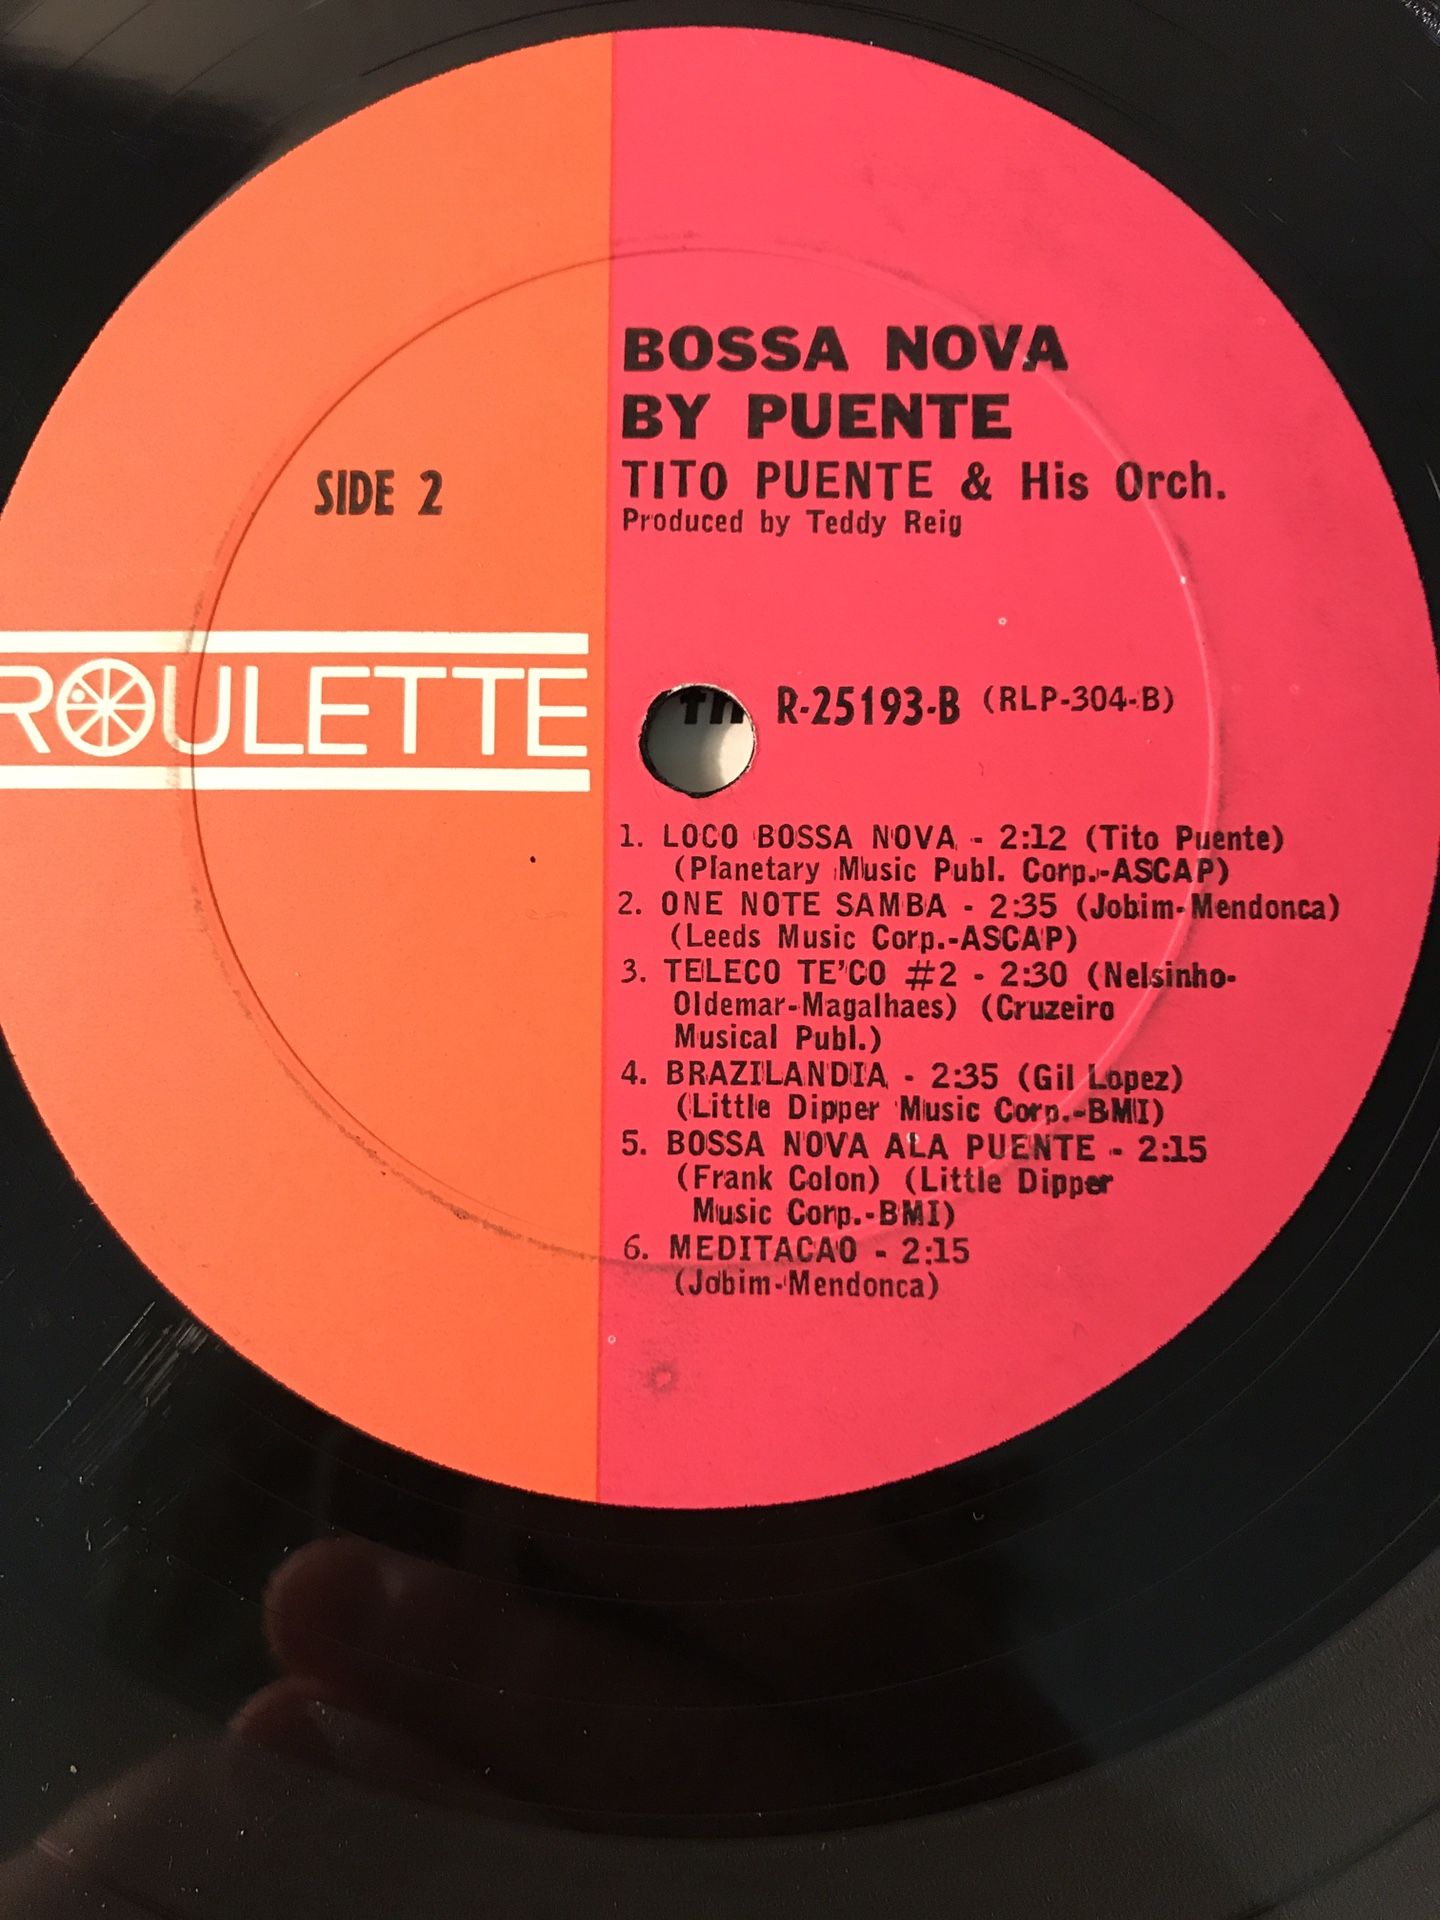 BOSSA NOVA
BY PUENTE
TITO PUENTE & His Orch.
Produced by Teddy Reig
SIDE 2
ROULETTE
R-25193-B (RLP-304-B)
1. LOCO BOSSA NOVA - 2:12 (Tito Puente)
(Planetary Music Publ. Corp.-ASCAP)
2. ONE NOTE SAMBA - 2:35 (Jobim-Mendonca)
(Leeds Music Corp.-ASCAP)
3. TELECO TE'CO #2 - 2:30 (Nelsinho-
Oldemar-Magalhaes) (Cruzeiro
Musical Publ.)
4. BRAZILANDIA - 2:35 (Gil Lopez)
(Little Dipper Music Corp.-BMI)
5. BOSSA NOVA ALA PUENTE - 2:15
(Frank Colon) (Little Dipper
Music Corp.-BMI)
6. MEDITACAO - 2:15
(Jobim-Mendonca)